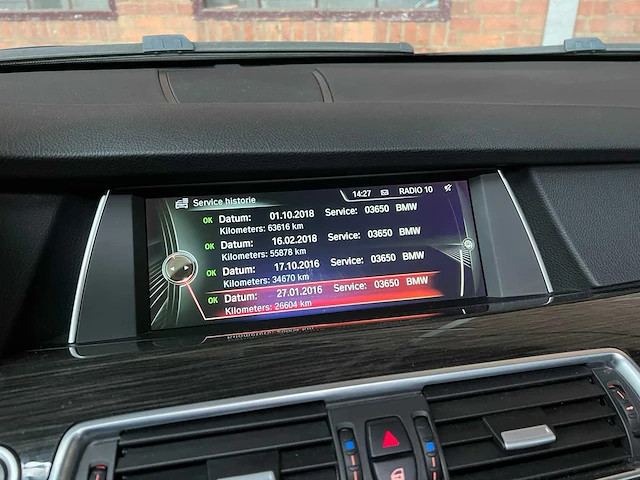 Service historie 14:27 RADIO 10
OK Datum: 01.10.2018 Service: 03650 BMW
Kilometers: 63616 km
OK Datum: 16.02.2018 Service: 03650 BMW
Kilometers: 55878 km
OK Datum: 17.10.2016 Service: 03650 BMW
Kilometers: 34670 km
OK Datum: 27.01.2016 Service: 03650 BMW
Kilometers: 26604 km